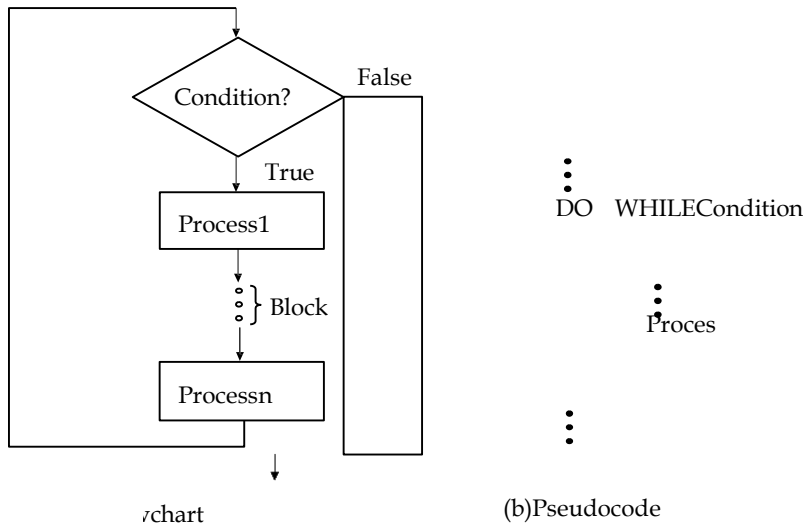 False
Condition?
True
DO WHILECondition
Process1
Block
Proces
Processn
(b)Pseudocode